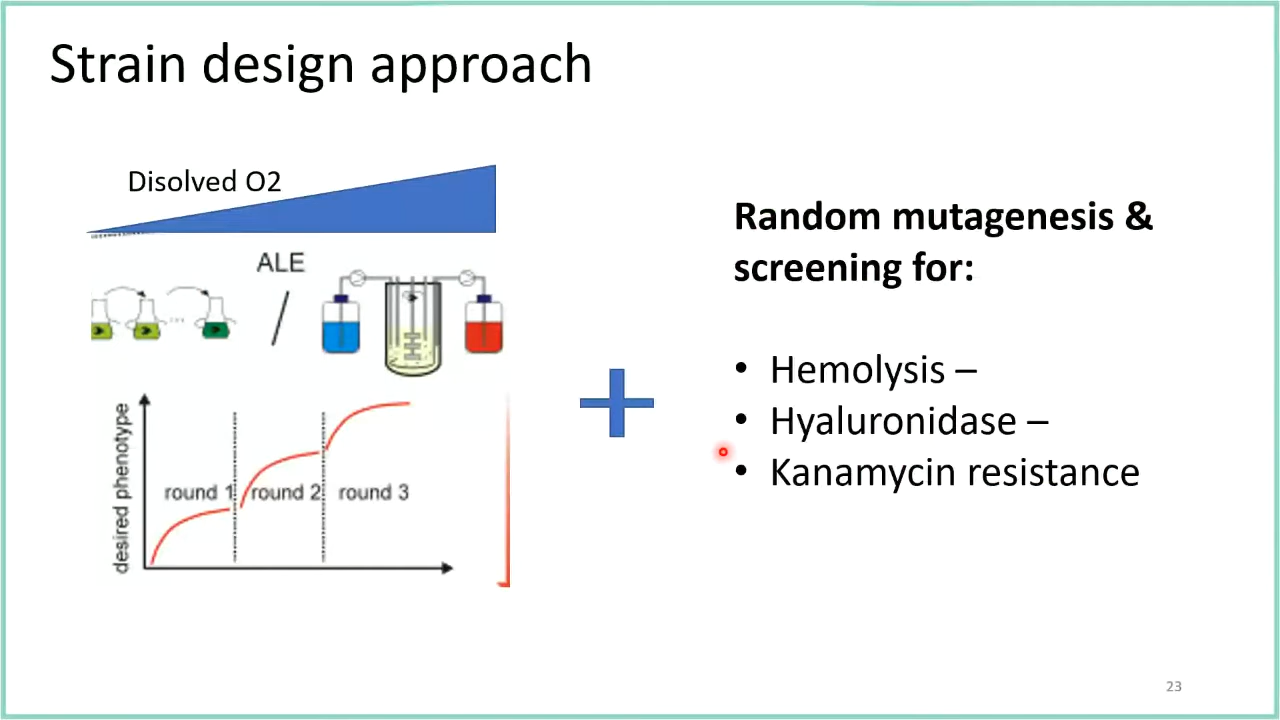 Strain design approach
Disolved O2
ALE
desired phenotype
round 1
round 2
round 3
Random mutagenesis &
screening for:
• Hemolysis –
• Hyaluronidase –
• Kanamycin resistance
23